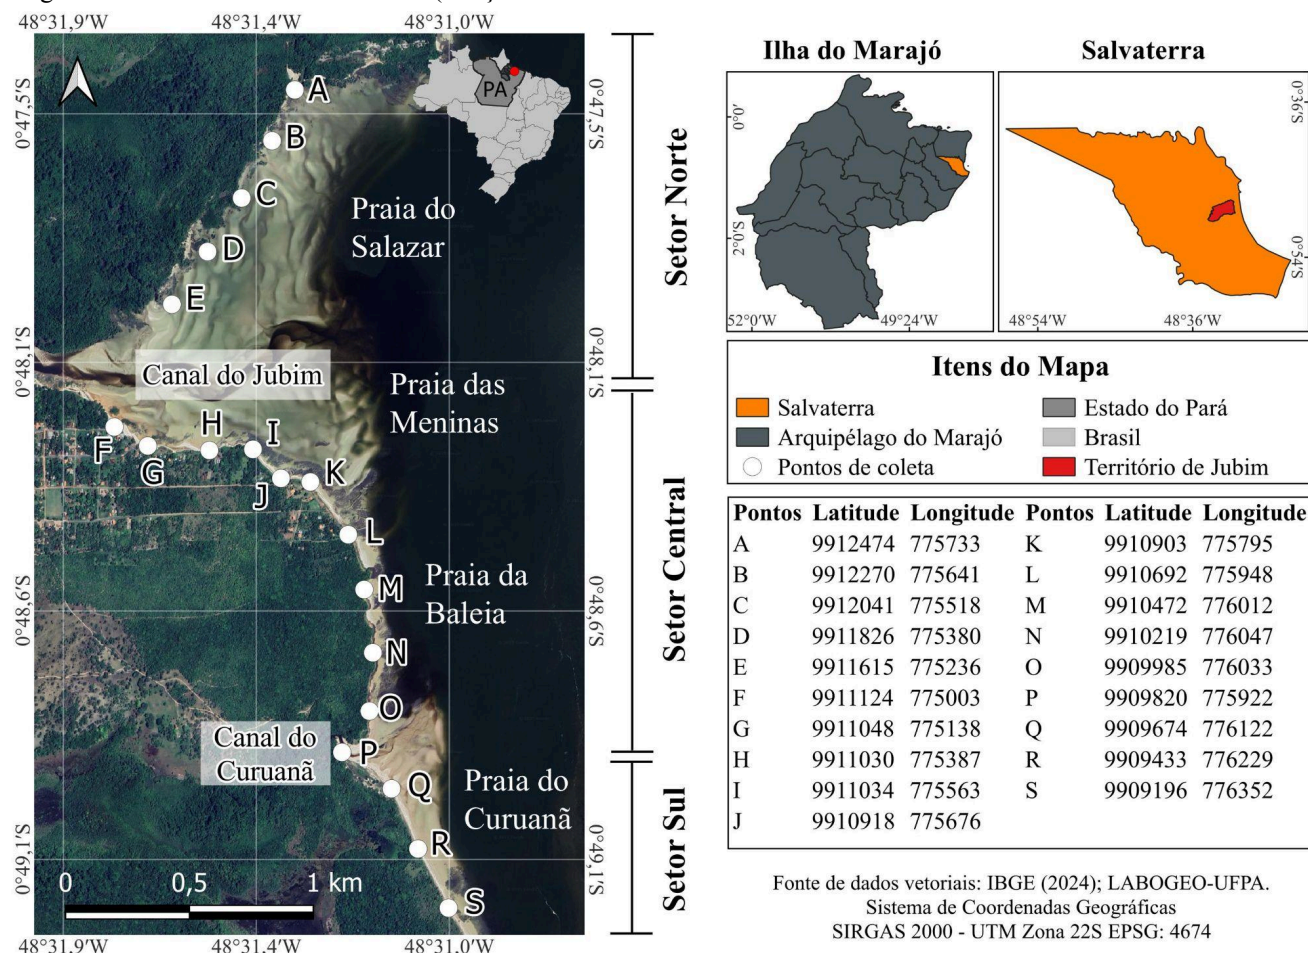 48°31,9′W 48°31,4′W 48°31,0′W
A
B
C
D
E
F
G
H
I
J
K
L
M
N
O
P
Q
R
S
PA
Praia do
Salazar
Canal do Jubim
Praia das
Meninas
Praia da
Baleia
Canal do
Curuanã
Praia do
Curuanã
0 0,5 1 km
0°47,5′S
0°48,1′S
0°48,6′S
0°49,1′S
0°47,5′S
0°48,1′S
0°48,6′S
0°49,1′S
48°31,9′W 48°31,4′W 48°31,0′W
Setor Norte
Setor Central
Setor Sul
Ilha do Marajó
0°0′
2°0′S
52°0′W 49°24′W
Salvaterra
0°36′S
0°54′S
48°54′W 48°36′W
Itens do Mapa
Salvaterra Estado do Pará
Arquipélago do Marajó Brasil
Pontos de coleta Território de Jubim
Pontos Latitude Longitude Pontos Latitude Longitude
A 9912474 775733 K 9910903 775795
B 9912270 775641 L 9910692 775948
C 9912041 775518 M 9910472 776012
D 9911826 775380 N 9910219 776047
E 9911615 775236 O 9909985 776033
F 9911124 775003 P 9909820 775922
G 9911048 775138 Q 9909674 776122
H 9911030 775387 R 9909433 776229
I 9911034 775563 S 9909196 776352
J 9910918 775676
Fonte de dados vetoriais: IBGE (2024); LABOGEO-UFPA.
Sistema de Coordenadas Geográficas
SIRGAS 2000 - UTM Zona 22S EPSG: 4674